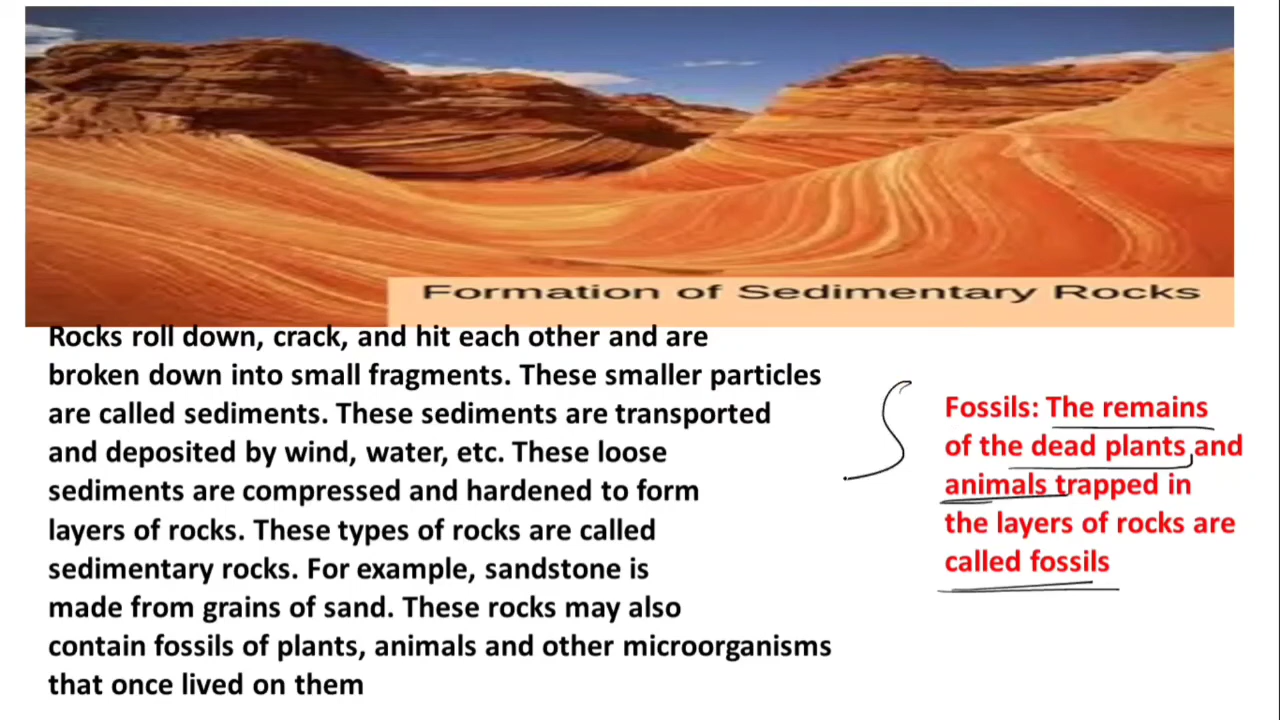 Formation of Sedimentary Rocks
Rocks roll down, crack, and hit each other and are
broken down into small fragments. These smaller particles
are called sediments. These sediments are transported
and deposited by wind, water, etc. These loose
sediments are compressed and hardened to form
layers of rocks. These types of rocks are called
sedimentary rocks. For example, sandstone is
made from grains of sand. These rocks may also
contain fossils of plants, animals and other microorganisms
that once lived on them
Fossils: The remains
of the dead plants and
animals trapped in
the layers of rocks are
called fossils